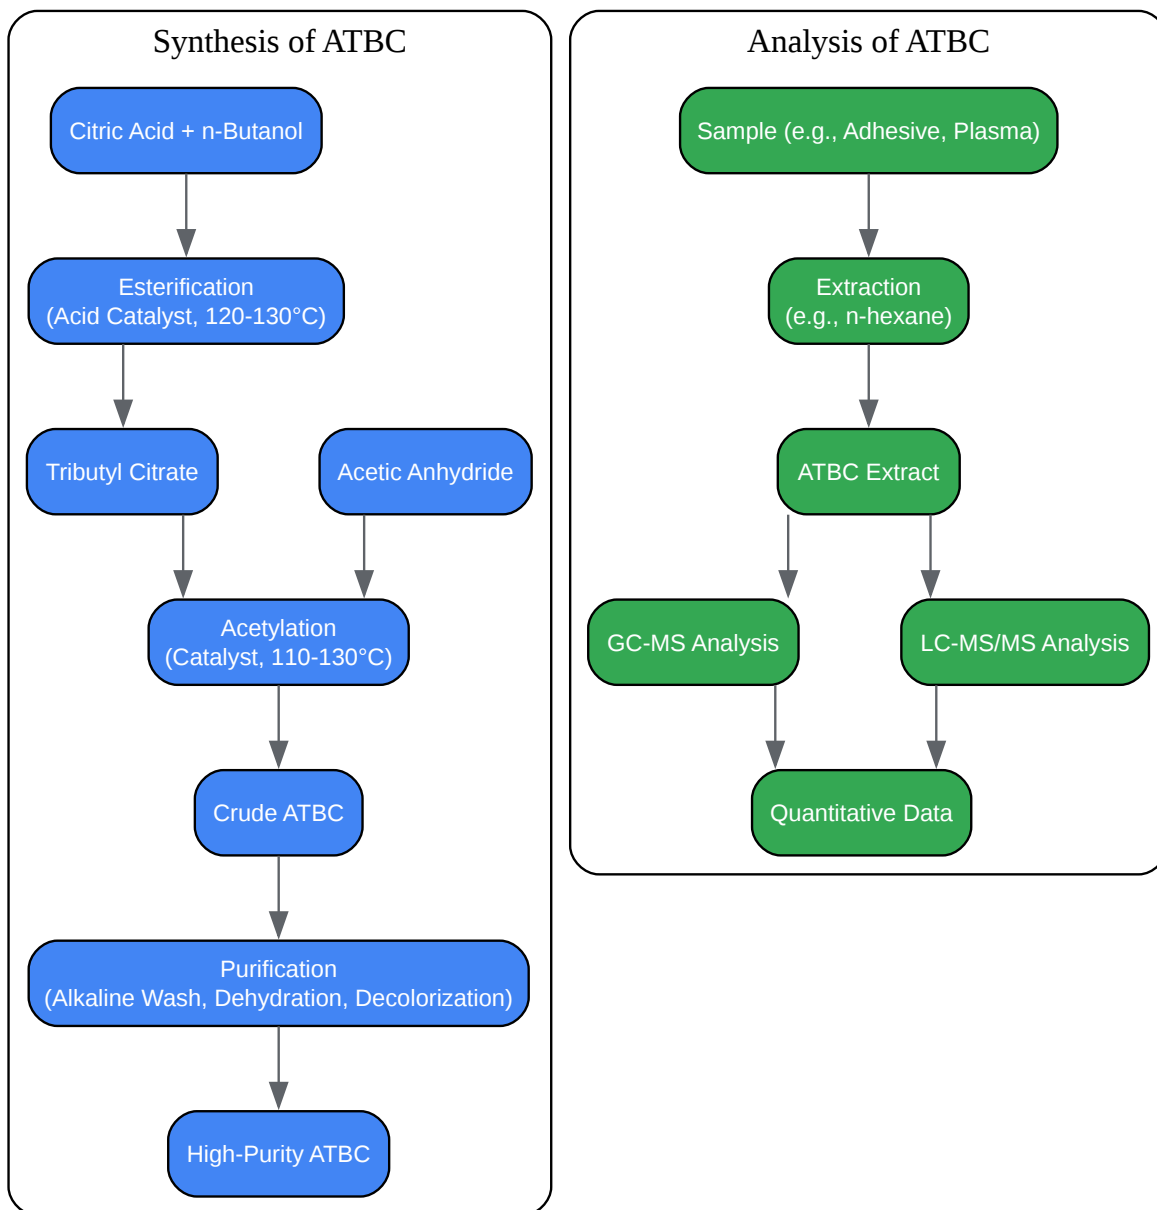 Synthesis of ATBC
Citric Acid + n-Butanol
Esterification
(Acid Catalyst, 120-130°C)
Tributyl Citrate
Acetic Anhydride
Acetylation
(Catalyst, 110-130°C)
Crude ATBC
Purification
(Alkaline Wash, Dehydration, Decolorization)
High-Purity ATBC
Analysis of ATBC
Sample (e.g., Adhesive, Plasma)
Extraction
(e.g., n-hexane)
ATBC Extract
GC-MS Analysis
LC-MS/MS Analysis
Quantitative Data